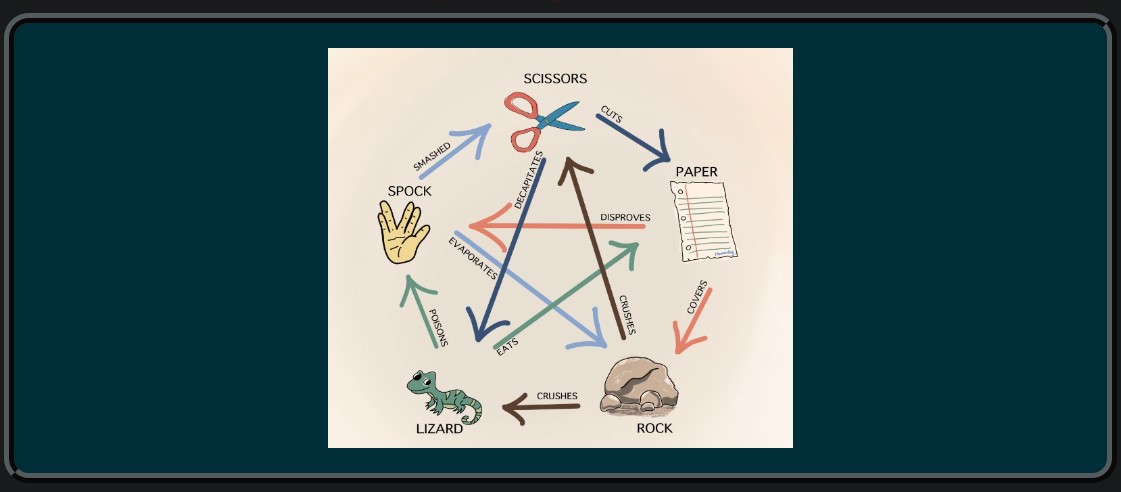 SCISSORS
CUTS
SMASHED
PAPER
DECAPITATES
SPOCK
DISPROVES
EVAPORATES
COVERS
POISONS
CRUSHES
EATS
CRUSHES
LIZARD
ROCK